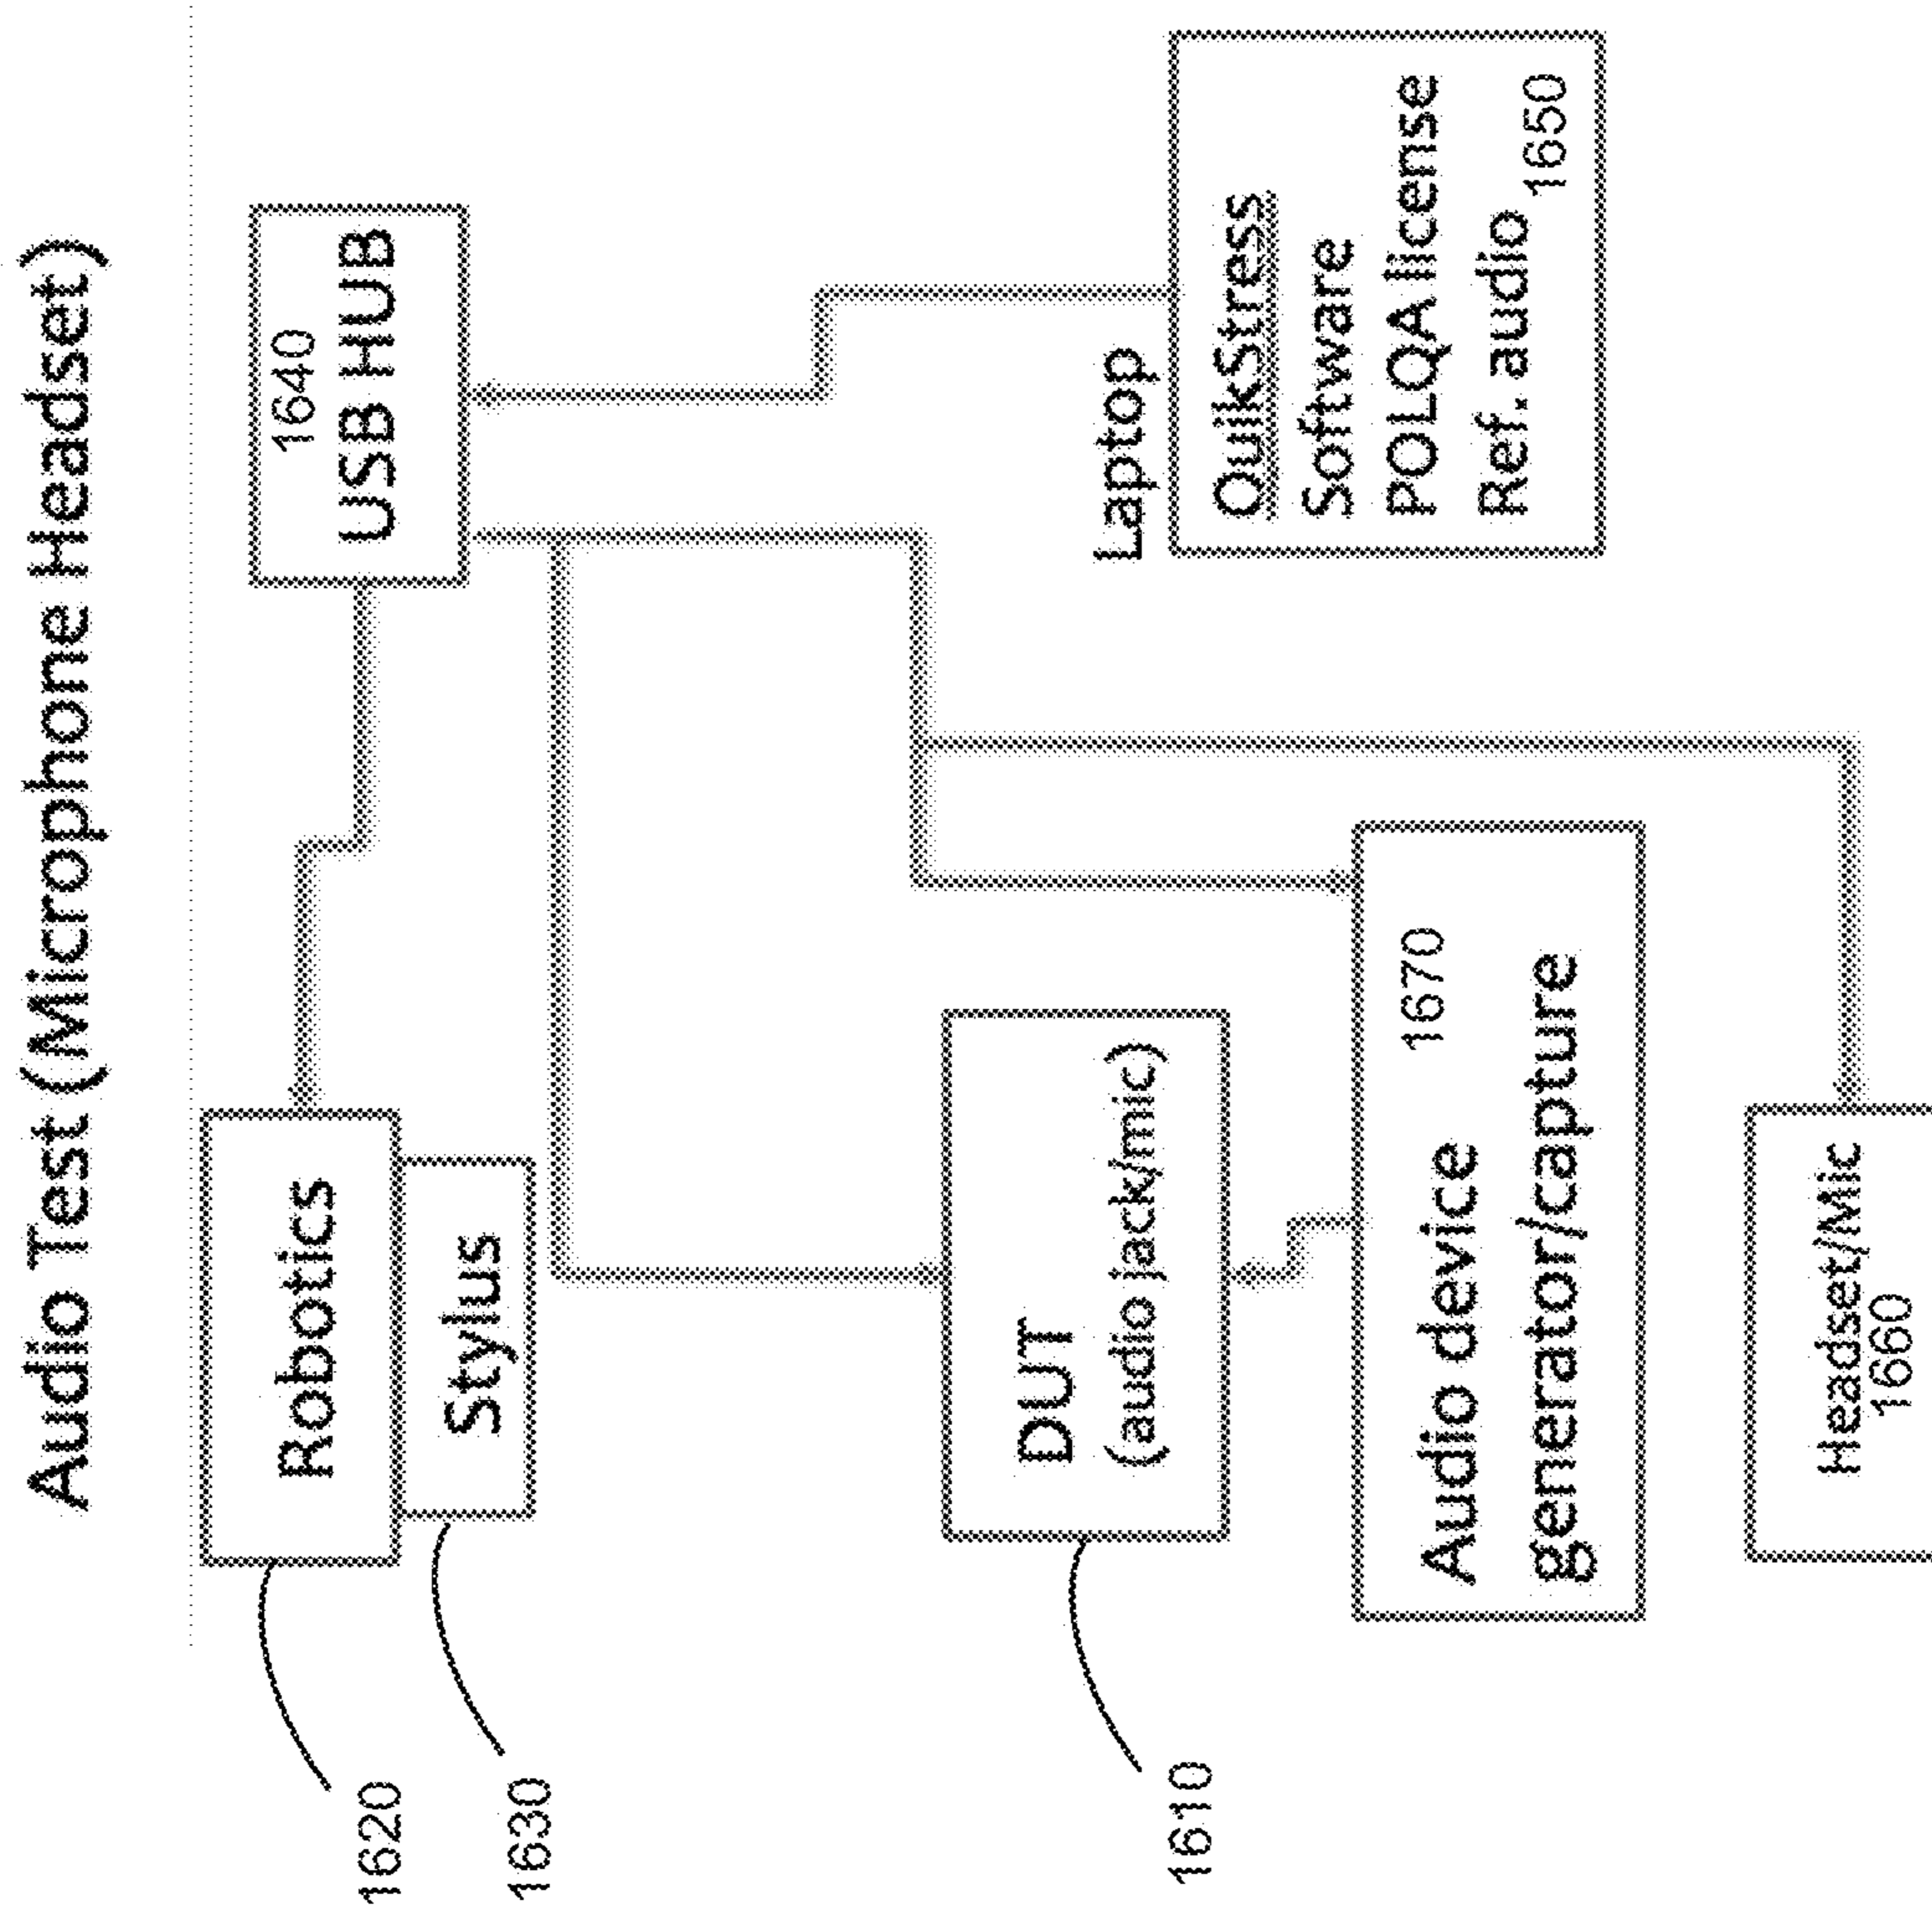 Audio Test (Microphone Headset)
1620
Robotics
1630
Stylus
1640
USB HUB
1610
DUT
(audio jack/mic)
Laptop
QuikStress
Software
POLQA license
Ref. audio
1650
Audio device
1670
generator/capture
Headset/Mic
1660